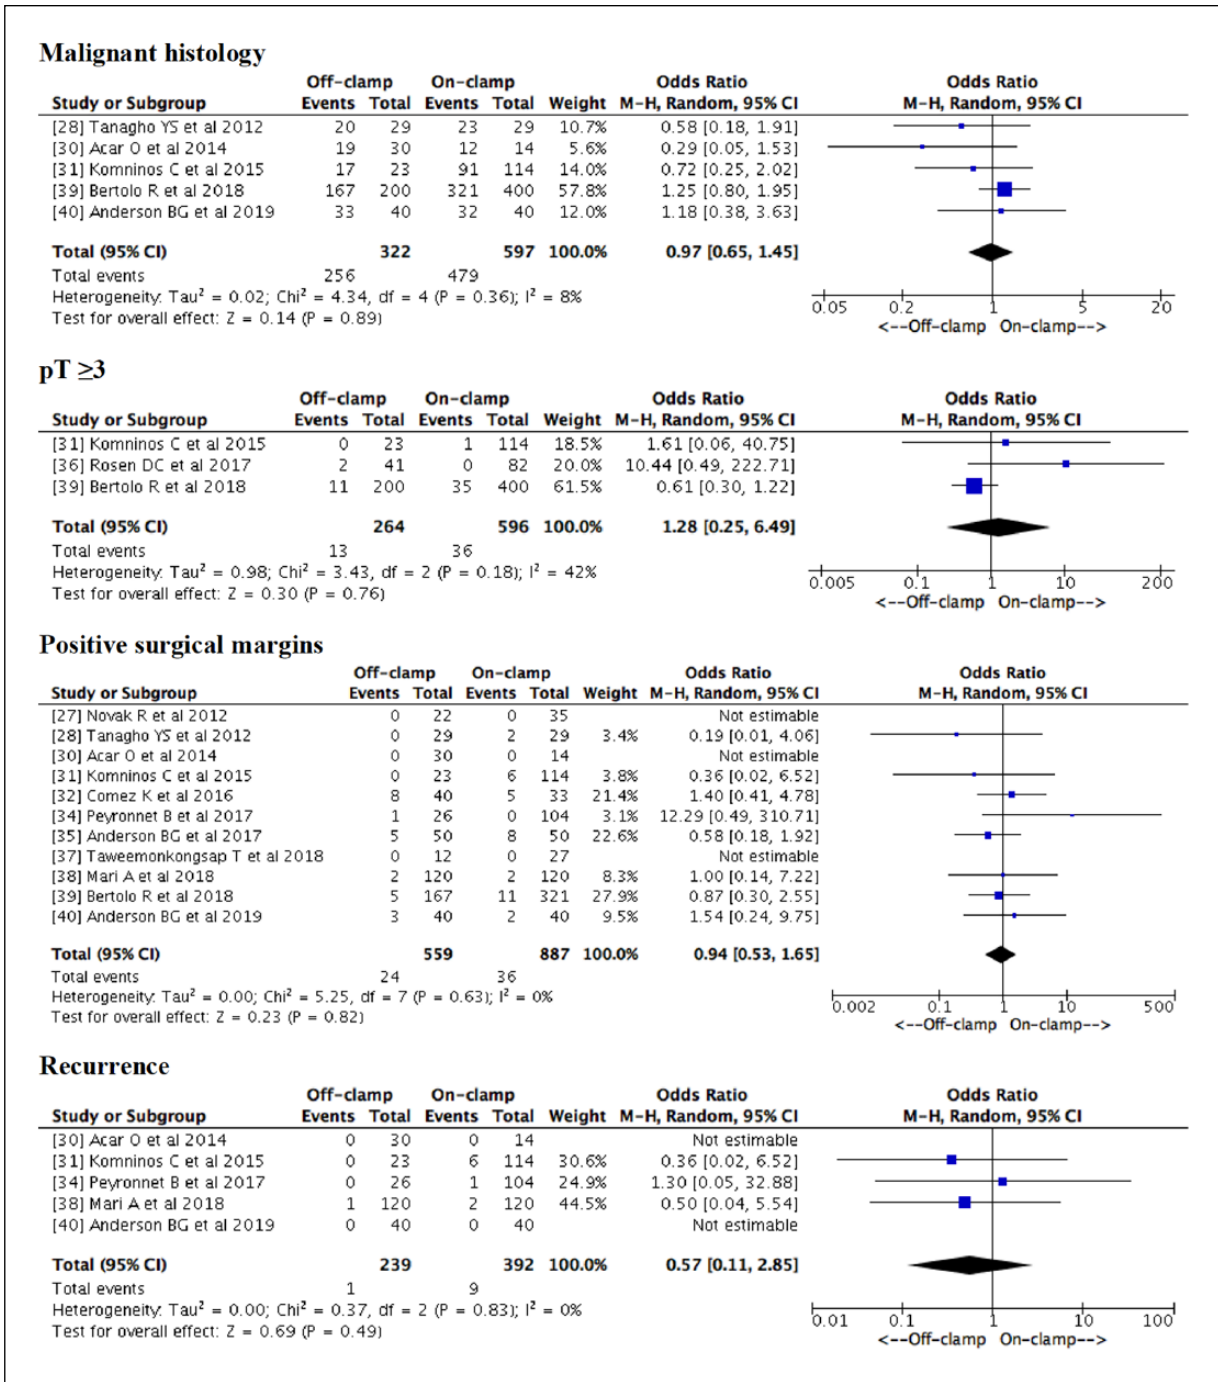 Malignant histology
Off-clamp On-clamp Odds Ratio Odds Ratio
Study or Subgroup Events Total Events Total Weight M-H, Random, 95% CI M-H, Random, 95% CI
[28] Tanagho YS et al 2012 20 29 23 29 10.7% 0.58 [0.18, 1.91]
[30] Acar O et al 2014 19 30 12 14 5.6% 0.29 [0.05, 1.53]
[31] Komninos C et al 2015 17 23 91 114 14.0% 0.72 [0.25, 2.02]
[39] Bertolo R et al 2018 167 200 321 400 57.8% 1.25 [0.80, 1.95]
[40] Anderson BG et al 2019 33 40 32 40 12.0% 1.18 [0.38, 3.63]
Total (95% CI) 322 597 100.0% 0.97 [0.65, 1.45]
Total events 256 479
Heterogeneity: Tau² = 0.02; Chi² = 4.34, df = 4 (P = 0.36); I² = 8%
Test for overall effect: Z = 0.14 (P = 0.89)
0.05 0.2 1 5 20
<--Off-clamp On-clamp-->
pT ≥3
Off-clamp On-clamp Odds Ratio Odds Ratio
Study or Subgroup Events Total Events Total Weight M-H, Random, 95% CI M-H, Random, 95% CI
[31] Komninos C et al 2015 0 23 1 114 18.5% 1.61 [0.06, 40.75]
[36] Rosen DC et al 2017 2 41 0 82 20.0% 10.44 [0.49, 222.71]
[39] Bertolo R et al 2018 11 200 35 400 61.5% 0.61 [0.30, 1.22]
Total (95% CI) 264 596 100.0% 1.28 [0.25, 6.49]
Total events 13 36
Heterogeneity: Tau² = 0.98; Chi² = 3.43, df = 2 (P = 0.18); I² = 42%
Test for overall effect: Z = 0.30 (P = 0.76)
0.005 0.1 1 10 200
<--Off-clamp On-clamp-->
Positive surgical margins
Off-clamp On-clamp Odds Ratio Odds Ratio
Study or Subgroup Events Total Events Total Weight M-H, Random, 95% CI M-H, Random, 95% CI
[27] Novak R et al 2012 0 22 0 35 Not estimable
[28] Tanagho YS et al 2012 0 29 2 29 3.4% 0.19 [0.01, 4.06]
[30] Acar O et al 2014 0 30 0 14 Not estimable
[31] Komninos C et al 2015 0 23 6 114 3.8% 0.36 [0.02, 6.52]
[32] Comez K et al 2016 8 40 5 33 21.4% 1.40 [0.41, 4.78]
[34] Peyronnet B et al 2017 1 26 0 104 3.1% 12.29 [0.49, 310.71]
[35] Anderson BG et al 2017 5 50 8 50 22.6% 0.58 [0.18, 1.92]
[37] Taweemonkongsap T et al 2018 0 12 0 27 Not estimable
[38] Mari A et al 2018 2 120 2 120 8.3% 1.00 [0.14, 7.22]
[39] Bertolo R et al 2018 5 167 11 321 27.9% 0.87 [0.30, 2.55]
[40] Anderson BG et al 2019 3 40 2 40 9.5% 1.54 [0.24, 9.75]
Total (95% CI) 559 887 100.0% 0.94 [0.53, 1.65]
Total events 24 36
Heterogeneity: Tau² = 0.00; Chi² = 5.25, df = 7 (P = 0.63); I² = 0%
Test for overall effect: Z = 0.23 (P = 0.82)
0.002 0.1 1 10 500
<--Off-clamp On-clamp-->
Recurrence
Off-clamp On-clamp Odds Ratio Odds Ratio
Study or Subgroup Events Total Events Total Weight M-H, Random, 95% CI M-H, Random, 95% CI
[30] Acar O et al 2014 0 30 0 14 Not estimable
[31] Komninos C et al 2015 0 23 6 114 30.6% 0.36 [0.02, 6.52]
[34] Peyronnet B et al 2017 0 26 1 104 24.9% 1.30 [0.05, 32.88]
[38] Mari A et al 2018 1 120 2 120 44.5% 0.50 [0.04, 5.54]
[40] Anderson BG et al 2019 0 40 0 40 Not estimable
Total (95% CI) 239 392 100.0% 0.57 [0.11, 2.85]
Total events 1 9
Heterogeneity: Tau² = 0.00; Chi² = 0.37, df = 2 (P = 0.83); I² = 0%
Test for overall effect: Z = 0.69 (P = 0.49)
0.01 0.1 1 10 100
<--Off-clamp On-clamp-->